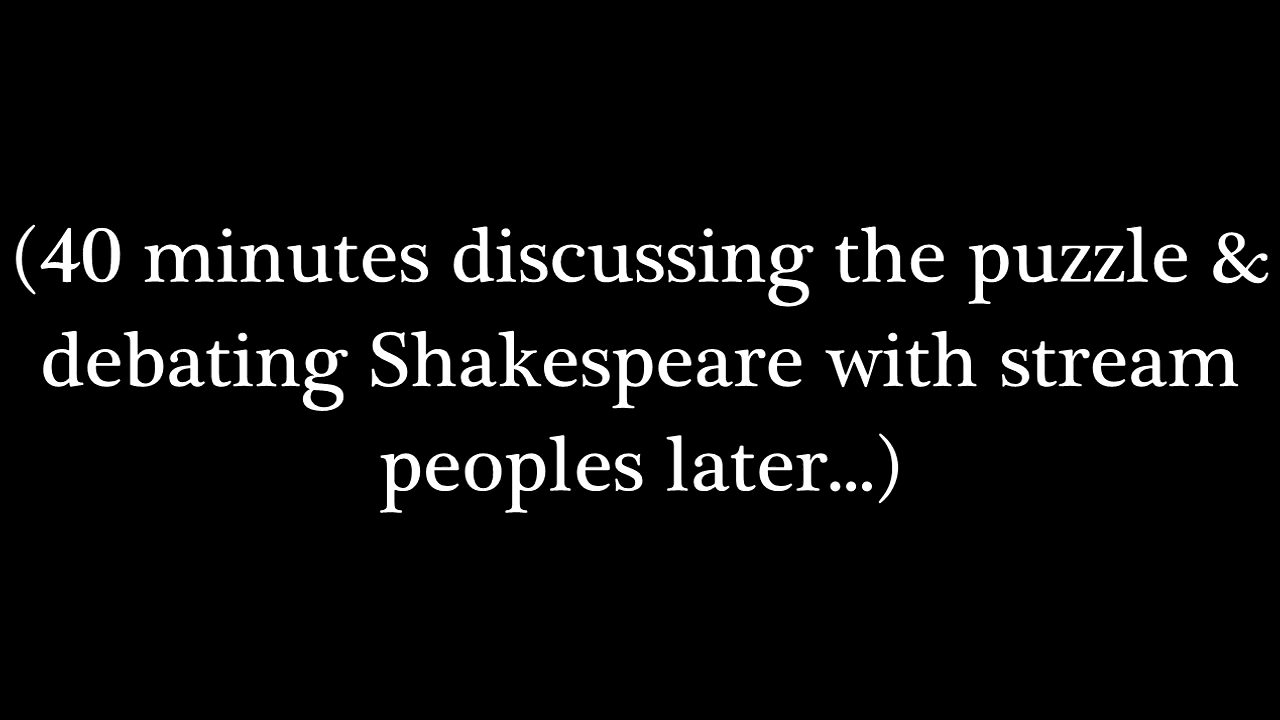 (40 minutes discussing the puzzle &
debating Shakespeare with stream
peoples later...)